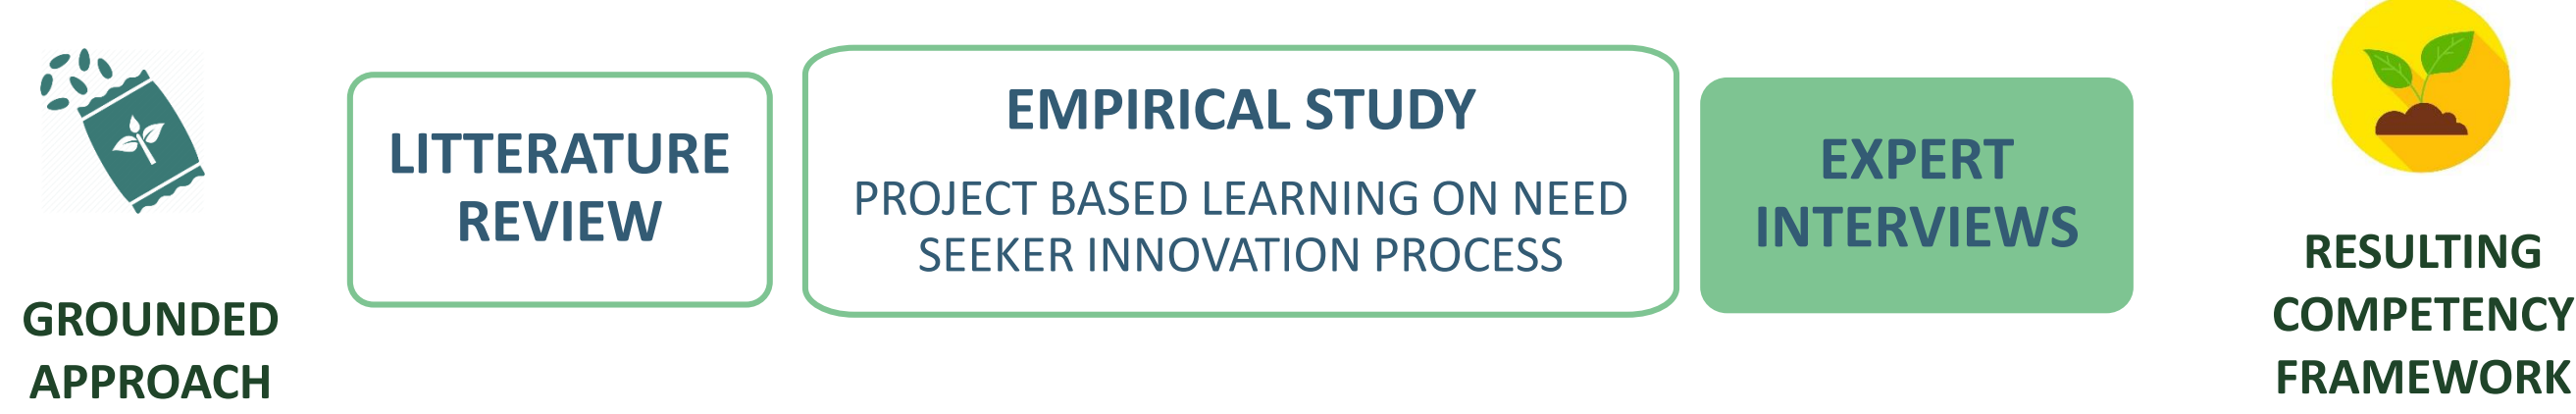 GROUNDED
APPROACH
LITTERATURE
REVIEW
EMPIRICAL STUDY
PROJECT BASED LEARNING ON NEED
SEEKER INNOVATION PROCESS
EXPERT
INTERVIEWS
RESULTING
COMPETENCY
FRAMEWORK